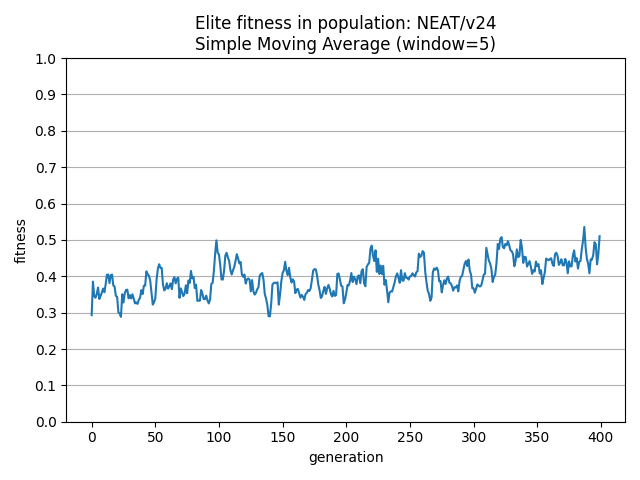 Elite fitness in population: NEAT/v24
Simple Moving Average (window=5)
1.0
0.9
0.8
0.7
0.6
0.5
0.4
0.3
0.2
0.1
0.0
fitness
0 50 100 150 200 250 300 350 400
generation